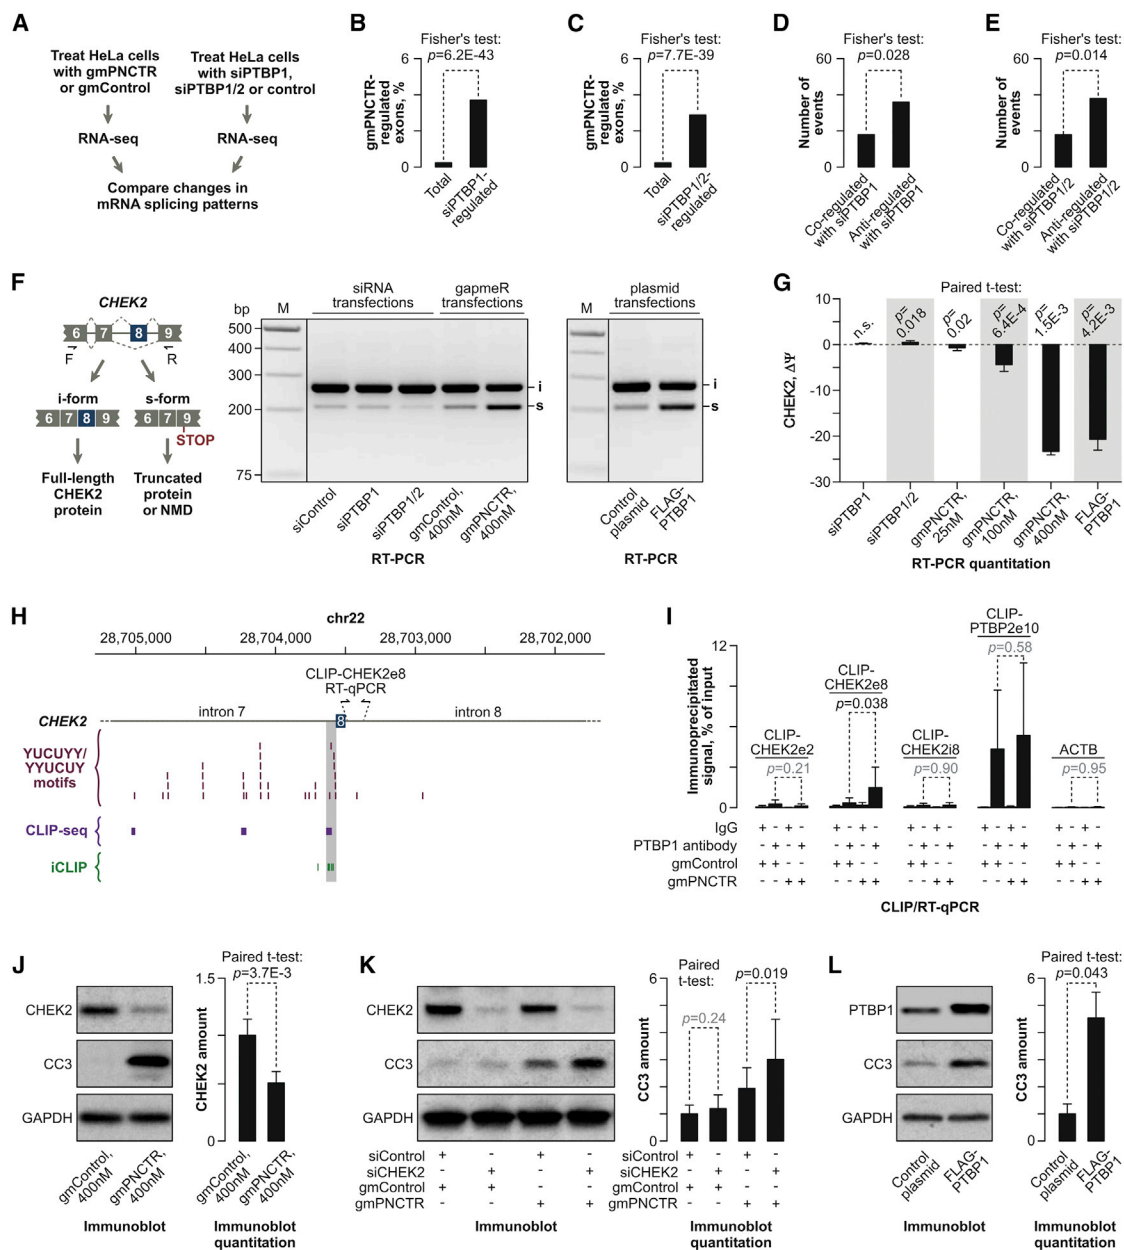 A
Treat HeLa cells
with gmPNCTR
or gmControl
Treat HeLa cells
with siPTBP1,
siPTBP1/2 or control
RNA-seq
RNA-seq
Compare changes in
mRNA splicing patterns
B
Fisher's test:
p=6.2E-43
gmPNCTR-
regulated
exons, %
6
0
Total
siPTBP1-
regulated
C
Fisher's test:
p=7.7E-39
gmPNCTR-
regulated
exons, %
6
0
Total
siPTBP1/2-
regulated
D
Fisher's test:
p=0.028
Number of
events
60
0
Co-regulated
with siPTBP1
Anti-regulated
with siPTBP1
E
Fisher's test:
p=0.014
Number of
events
60
0
Co-regulated
with siPTBP1/2
Anti-regulated
with siPTBP1/2
F
CHEK2
6 7 8 9
F R
i-form
s-form
6 7 8 9
6 7 9
STOP
Full-length
CHEK2
protein
Truncated
protein
or NMD
bp
M
siRNA
transfections
gapmeR
transfections
500
400
300
200
75
i
s
siControl
siPTBP1
siPTBP1/2
gmControl,
400nM
gmPNCTR,
400nM
RT-PCR
M
plasmid
transfections
i
s
Control
plasmid
FLAG-
PTBP1
RT-PCR
G
Paired t-test:
CHEK2, ΔΨ
10
0
-10
-20
-30
n.s.
p=
0.018
p=
0.02
p=
6.4E-4
p=
1.5E-3
p=
4.2E-3
siPTBP1
siPTBP1/2
gmPNCTR,
25nM
gmPNCTR,
100nM
gmPNCTR,
400nM
FLAG-
PTBP1
RT-PCR quantitation
H
chr22
28,705,000
28,704,000
28,703,000
28,702,000
CLIP-CHEK2e8
RT-qPCR
CHEK2
intron 7
8
intron 8
YUCUYY/
YYUCUY
motifs
CLIP-seq
iCLIP
I
Immunoprecipitated
signal, % of input
12
0
CLIP-
CHEK2e2
p=0.21
CLIP-
CHEK2e8
p=0.038
CLIP-
CHEK2i8
p=0.90
CLIP-
PTBP2e10
p=0.58
ACTB
p=0.95
IgG + - + - + - + - + - + - + - + - + - + -
PTBP1 antibody - + - + - + - + - + - + - + - + - + - +
gmControl + + - - + + - - + + - - + + - - + + - -
gmPNCTR - - + + - - + + - - + + - - + + - - + +
CLIP/RT-qPCR
J
CHEK2
CC3
GAPDH
gmControl,
400nM
gmPNCTR,
400nM
Immunoblot
Paired t-test:
p=3.7E-3
CHEK2 amount
1.5
0
gmControl,
400nM
gmPNCTR,
400nM
Immunoblot
quantitation
K
CHEK2
CC3
GAPDH
siControl + - + -
siCHEK2 - + - +
gmControl + + - -
gmPNCTR - - + +
Immunoblot
Paired
t-test:
p=0.24
p=0.019
CC3 amount
6
0
siControl + - + -
siCHEK2 - + - +
gmControl + + - -
gmPNCTR - - + +
Immunoblot
quantitation
L
PTBP1
CC3
GAPDH
Control
plasmid
FLAG-
PTBP1
Immunoblot
Paired t-test:
p=0.043
CC3 amount
6
0
Control
plasmid
FLAG-
PTBP1
Immunoblot
quantitation